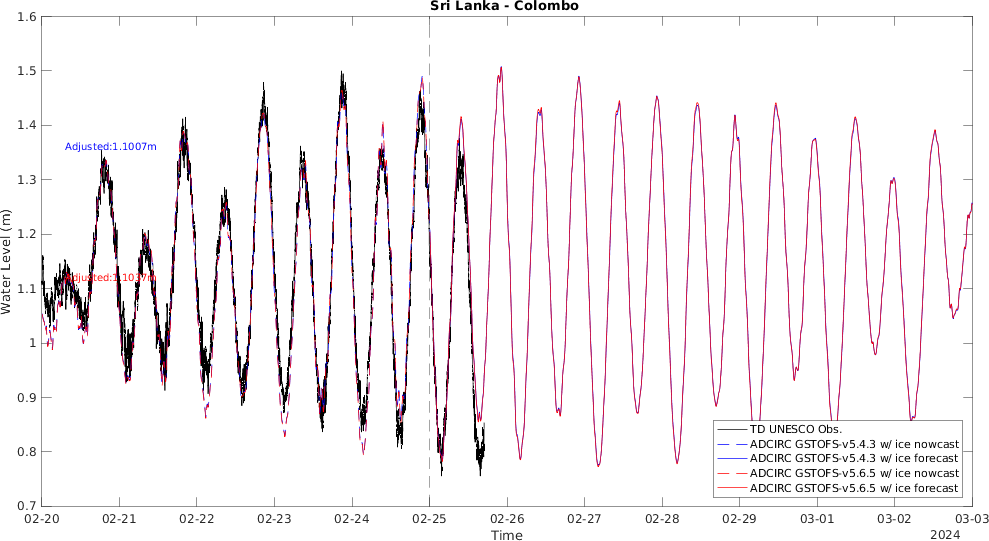 Sri Lanka - Colombo
1.6
1.5
1.4
1.3
1.2
1.1
1
0.9
0.8
0.7
Water Level (m)
Adjusted:1.1007m
Adjusted:1.1037m
TD UNESCO Obs.
ADCIRC GSTOFS-v5.4.3 w/ ice nowcast
ADCIRC GSTOFS-v5.4.3 w/ ice forecast
ADCIRC GSTOFS-v5.6.5 w/ ice nowcast
ADCIRC GSTOFS-v5.6.5 w/ ice forecast
02-20 02-21 02-22 02-23 02-24 02-25 02-26 02-27 02-28 02-29 03-01 03-02 03-03
Time
2024